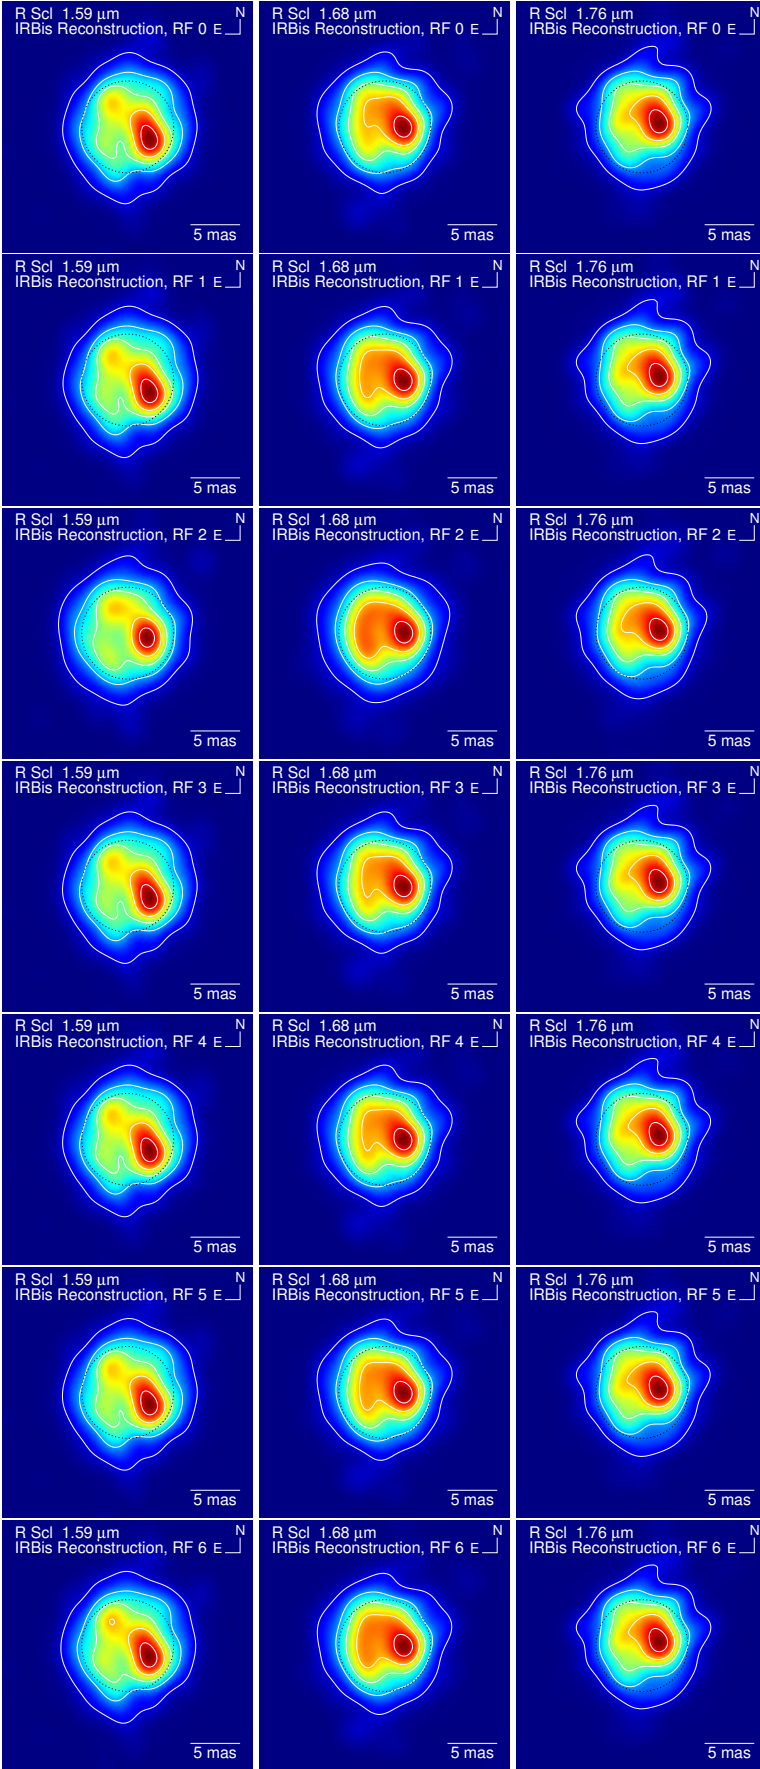 R Scl 1.59 µm N
IRBis Reconstruction, RF 0 E
5 mas
R Scl 1.68 µm N
IRBis Reconstruction, RF 0 E
5 mas
R Scl 1.76 µm N
IRBis Reconstruction, RF 0 E
5 mas
R Scl 1.59 µm N
IRBis Reconstruction, RF 1 E
5 mas
R Scl 1.68 µm N
IRBis Reconstruction, RF 1 E
5 mas
R Scl 1.76 µm N
IRBis Reconstruction, RF 1 E
5 mas
R Scl 1.59 µm N
IRBis Reconstruction, RF 2 E
5 mas
R Scl 1.68 µm N
IRBis Reconstruction, RF 2 E
5 mas
R Scl 1.76 µm N
IRBis Reconstruction, RF 2 E
5 mas
R Scl 1.59 µm N
IRBis Reconstruction, RF 3 E
5 mas
R Scl 1.68 µm N
IRBis Reconstruction, RF 3 E
5 mas
R Scl 1.76 µm N
IRBis Reconstruction, RF 3 E
5 mas
R Scl 1.59 µm N
IRBis Reconstruction, RF 4 E
5 mas
R Scl 1.68 µm N
IRBis Reconstruction, RF 4 E
5 mas
R Scl 1.76 µm N
IRBis Reconstruction, RF 4 E
5 mas
R Scl 1.59 µm N
IRBis Reconstruction, RF 5 E
5 mas
R Scl 1.68 µm N
IRBis Reconstruction, RF 5 E
5 mas
R Scl 1.76 µm N
IRBis Reconstruction, RF 5 E
5 mas
R Scl 1.59 µm N
IRBis Reconstruction, RF 6 E
5 mas
R Scl 1.68 µm N
IRBis Reconstruction, RF 6 E
5 mas
R Scl 1.76 µm N
IRBis Reconstruction, RF 6 E
5 mas